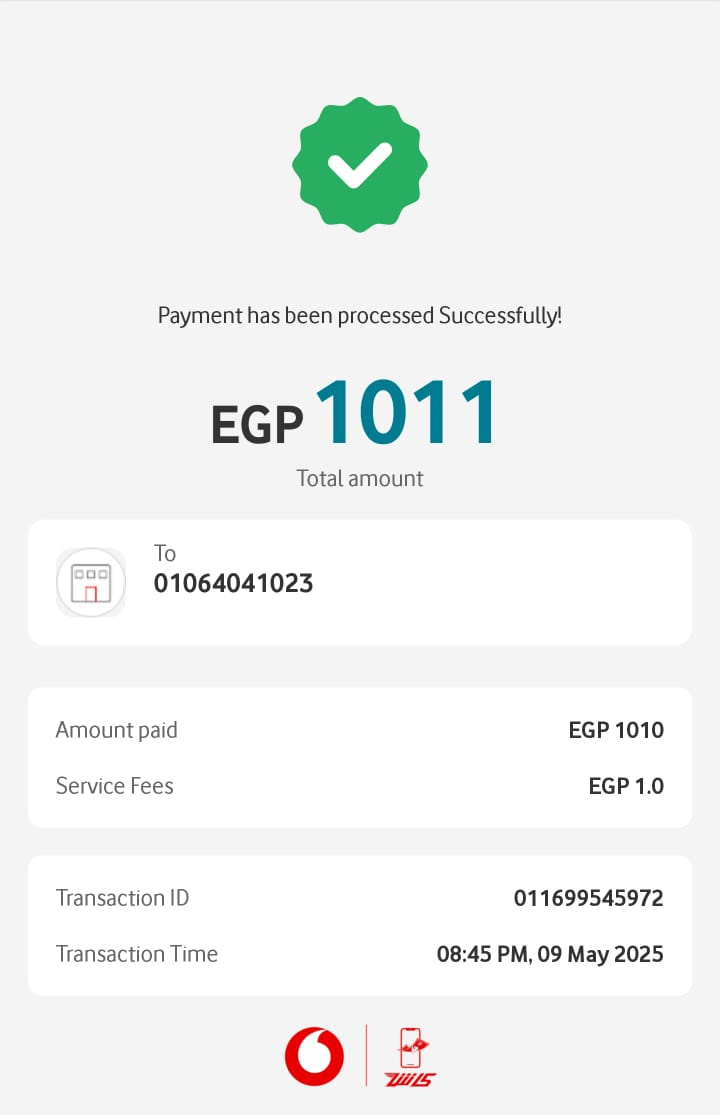 Payment has been processed Successfully!
EGP 1011
Total amount
To
01064041023
Amount paid EGP 1010
Service Fees EGP 1.0
Transaction ID 011699545972
Transaction Time 08:45 PM, 09 May 2025
كاش